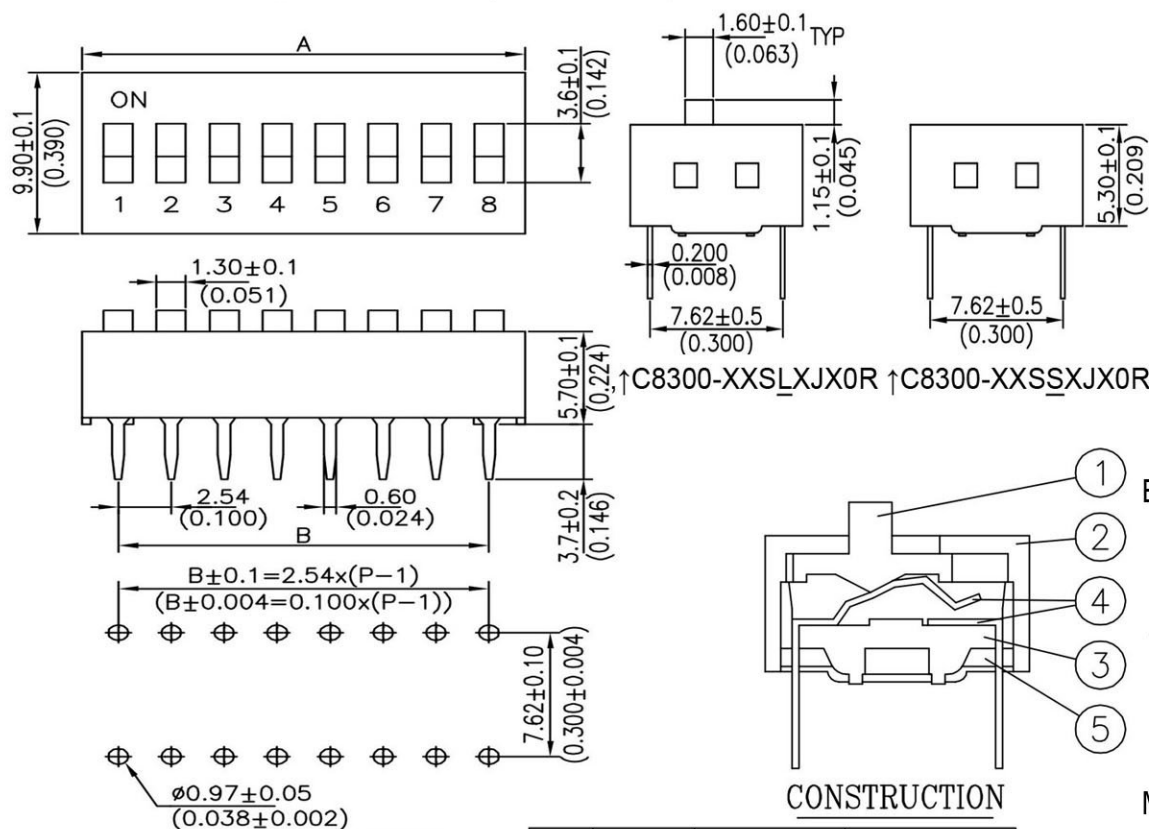 A
ON
1 2 3 4 5 6 7 8
9.90±0.1
(0.390)
3.6±0.1
(0.142)
1.60±0.1 TYP
(0.063)
1.15±0.1
(0.045)
5.30±0.1
(0.209)
0.200
(0.008)
7.62±0.5
(0.300)
7.62±0.5
(0.300)
,↑C8300-XXSLXJX0R ↑C8300-XXSSXJX0R
1.30±0.1
(0.051)
5.70±0.1
(0.224)
2.54
(0.100)
0.60
(0.024)
3.7±0.2
(0.146)
B
B±0.1=2.54x(P-1)
(B±0.004=0.100x(P-1))
7.62±0.10
(0.300±0.004)
ø0.97±0.05
(0.038±0.002)
1
E
2
4
3
5
CONSTRUCTION
M